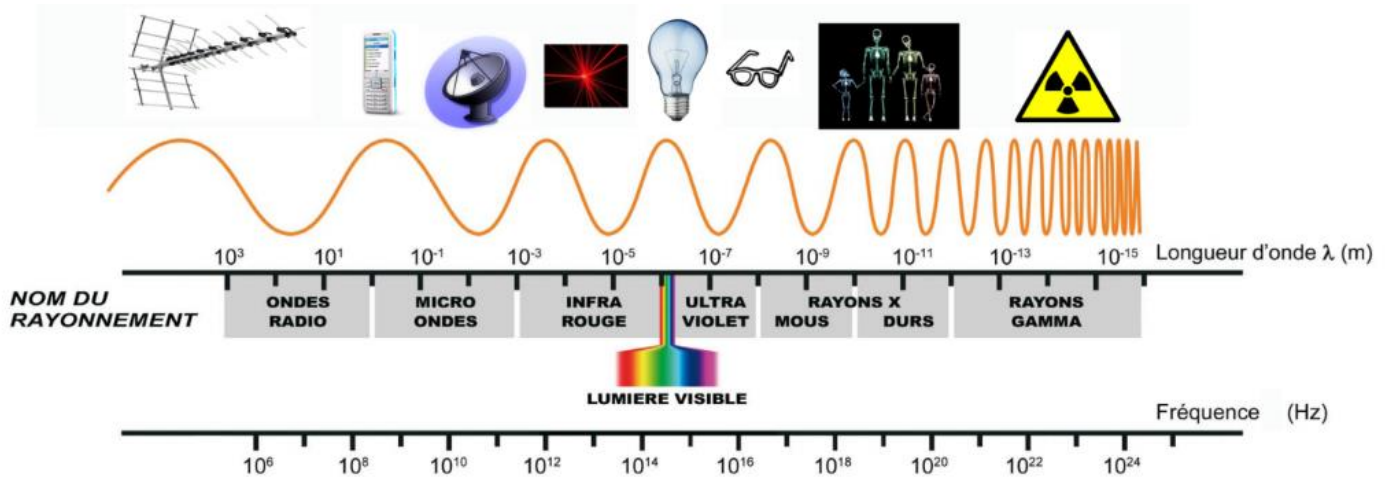 10³ 10¹ 10⁻¹ 10⁻³ 10⁻⁵ 10⁻⁷ 10⁻⁹ 10⁻¹¹ 10⁻¹³ 10⁻¹⁵ Longueur d'onde λ (m)
NOM DU
RAYONNEMENT
ONDES
RADIO
MICRO
ONDES
INFRA
ROUGE
ULTRA
VIOLET
RAYONS X
MOUS DURS
RAYONS
GAMMA
LUMIERE VISIBLE
Fréquence (Hz)
10⁶ 10⁸ 10¹⁰ 10¹² 10¹⁴ 10¹⁶ 10¹⁸ 10²⁰ 10²² 10²⁴